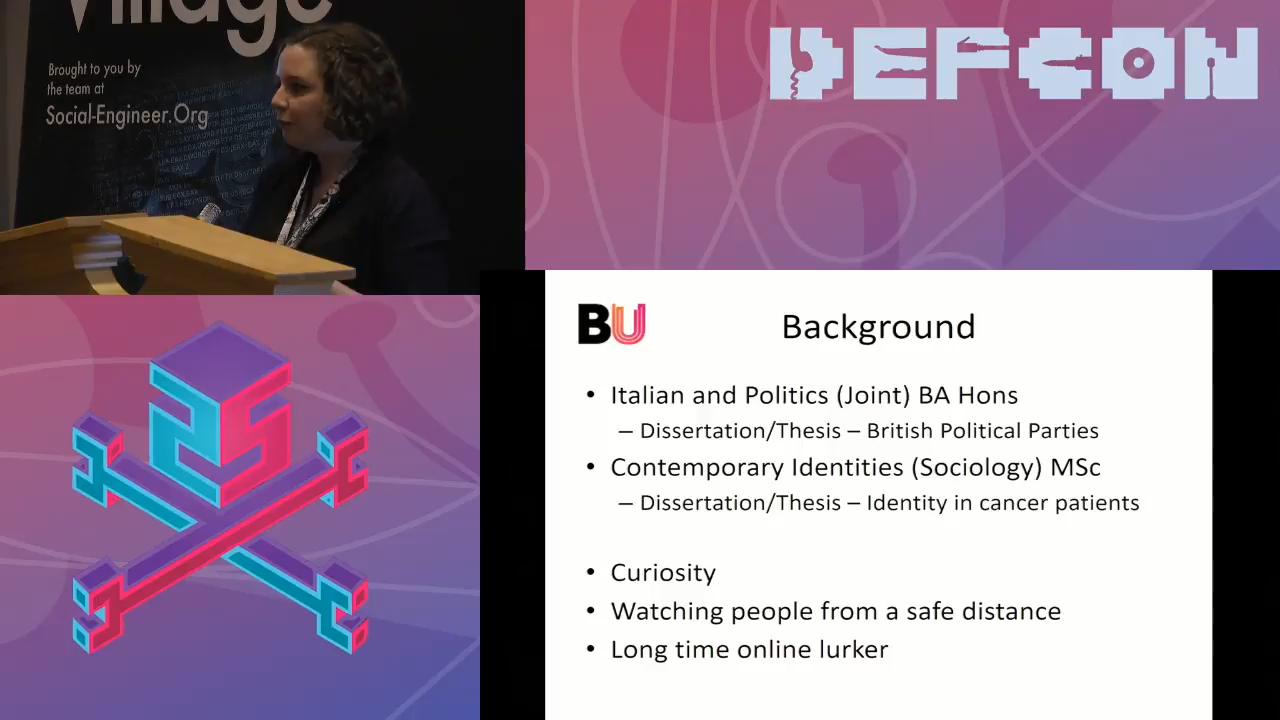 Village
Brought to you by
the team at
Social-Engineer.Org
DEFCON
BU
Background
• Italian and Politics (Joint) BA Hons
– Dissertation/Thesis – British Political Parties
• Contemporary Identities (Sociology) MSc
– Dissertation/Thesis – Identity in cancer patients
• Curiosity
• Watching people from a safe distance
• Long time online lurker